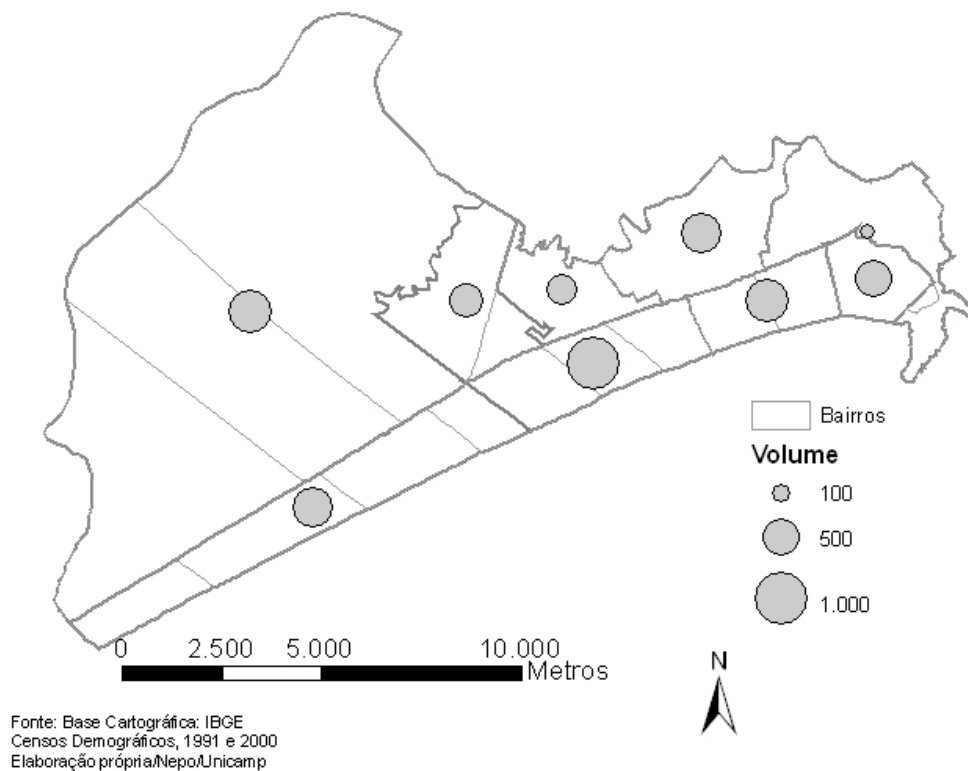 Bairros
Volume
100
500
1.000
0 2.500 5.000 10.000
Metros
N
Fonte: Base Cartográfica: IBGE
Censos Demográficos, 1991 e 2000
Elaboração própria/Nepo/Unicamp